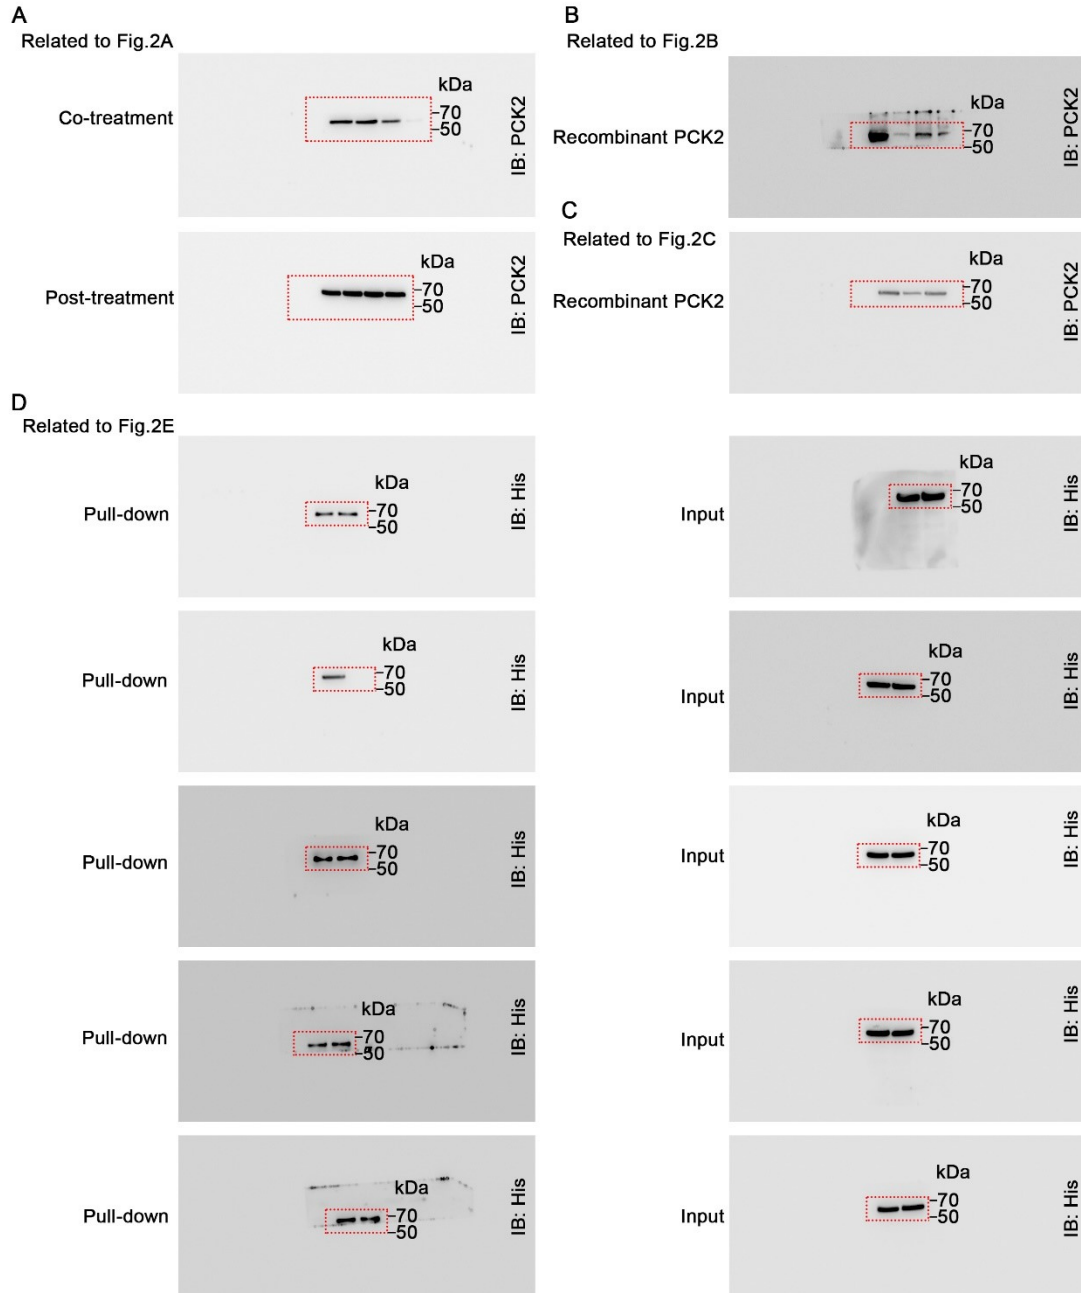 A
Related to Fig.2A
Co-treatment
kDa
70
50
IB: PCK2
Post-treatment
kDa
70
50
IB: PCK2
B
Related to Fig.2B
Recombinant PCK2
kDa
70
50
IB: PCK2
C
Related to Fig.2C
Recombinant PCK2
kDa
70
50
IB: PCK2
D
Related to Fig.2E
Pull-down
kDa
70
50
IB: His
Input
kDa
70
50
IB: His
Pull-down
kDa
70
50
IB: His
Input
kDa
70
50
IB: His
Pull-down
kDa
70
50
IB: His
Input
kDa
70
50
IB: His
Pull-down
kDa
70
50
IB: His
Input
kDa
70
50
IB: His
Pull-down
kDa
70
50
IB: His
Input
kDa
70
50
IB: His